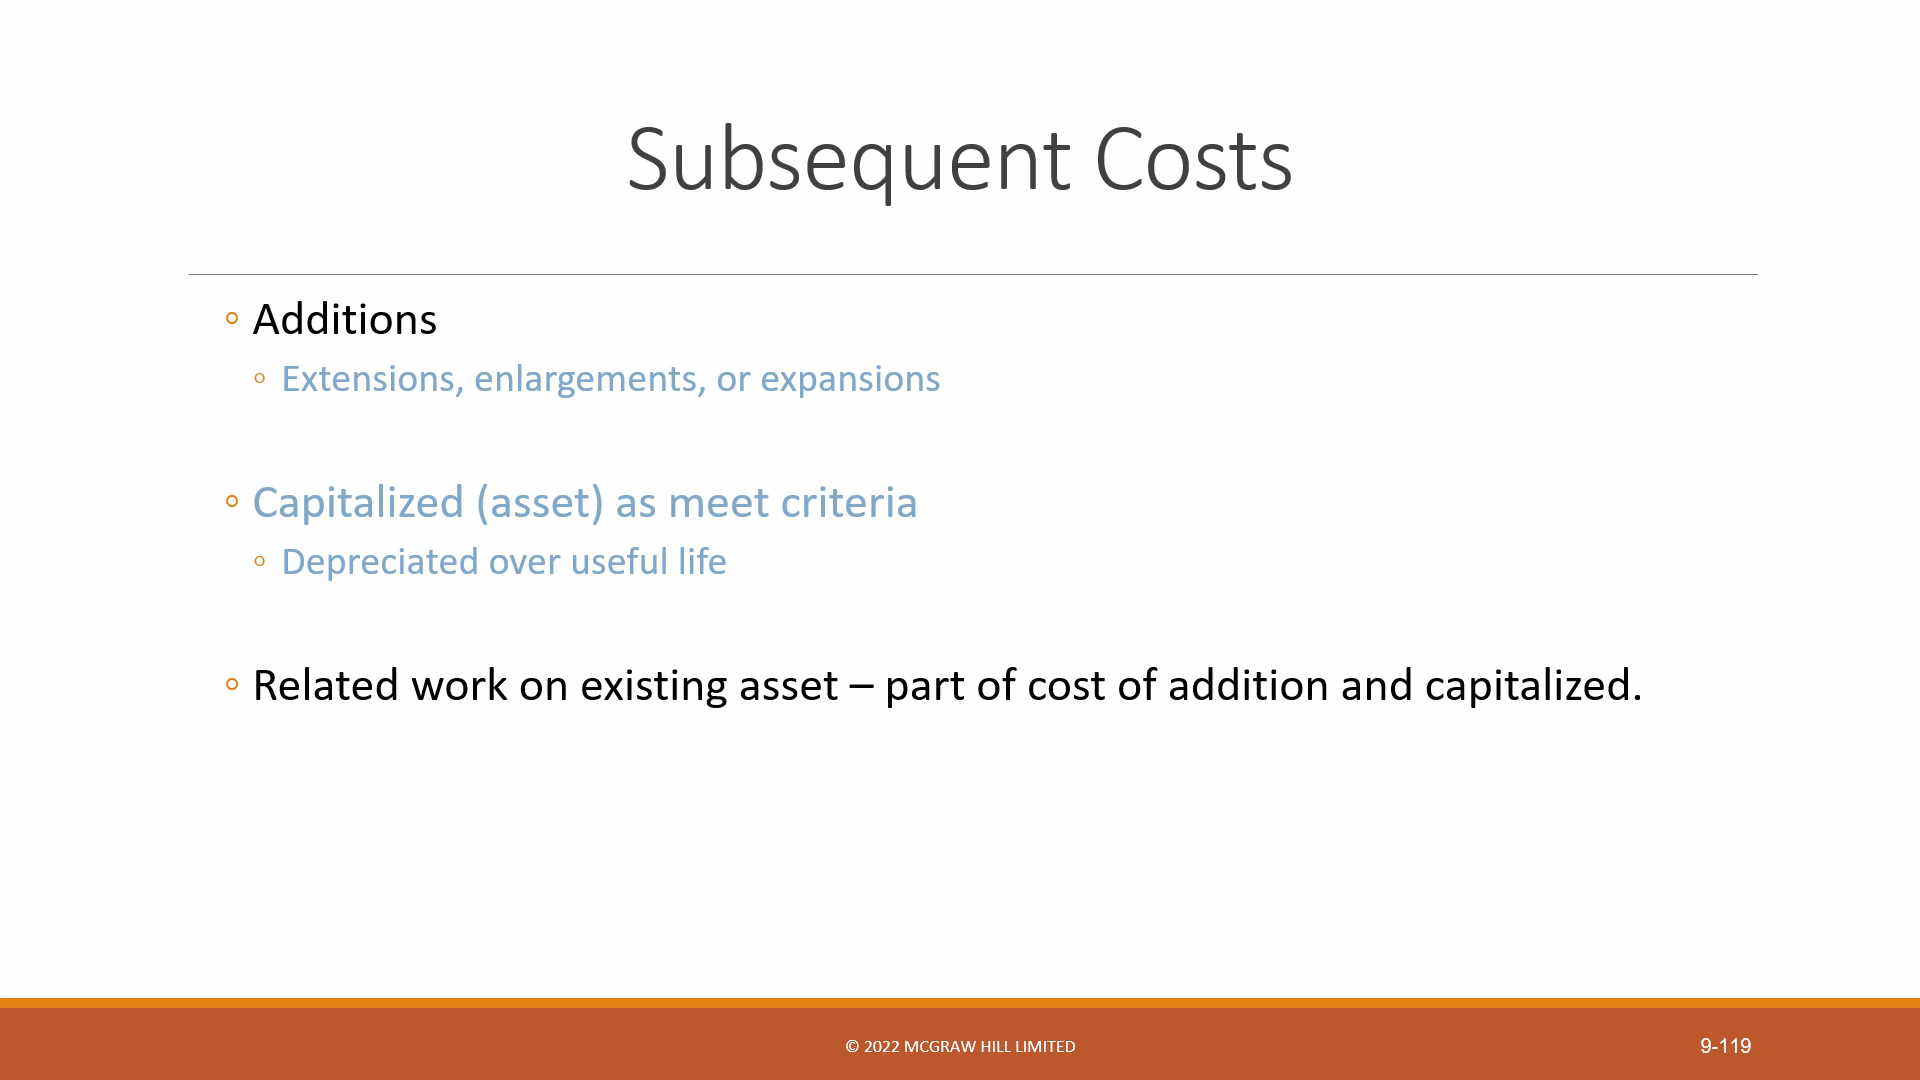 Subsequent Costs
◦ Additions
◦ Extensions, enlargements, or expansions
◦ Capitalized (asset) as meet criteria
◦ Depreciated over useful life
◦ Related work on existing asset – part of cost of addition and capitalized.
© 2022 MCGRAW HILL LIMITED
9-119